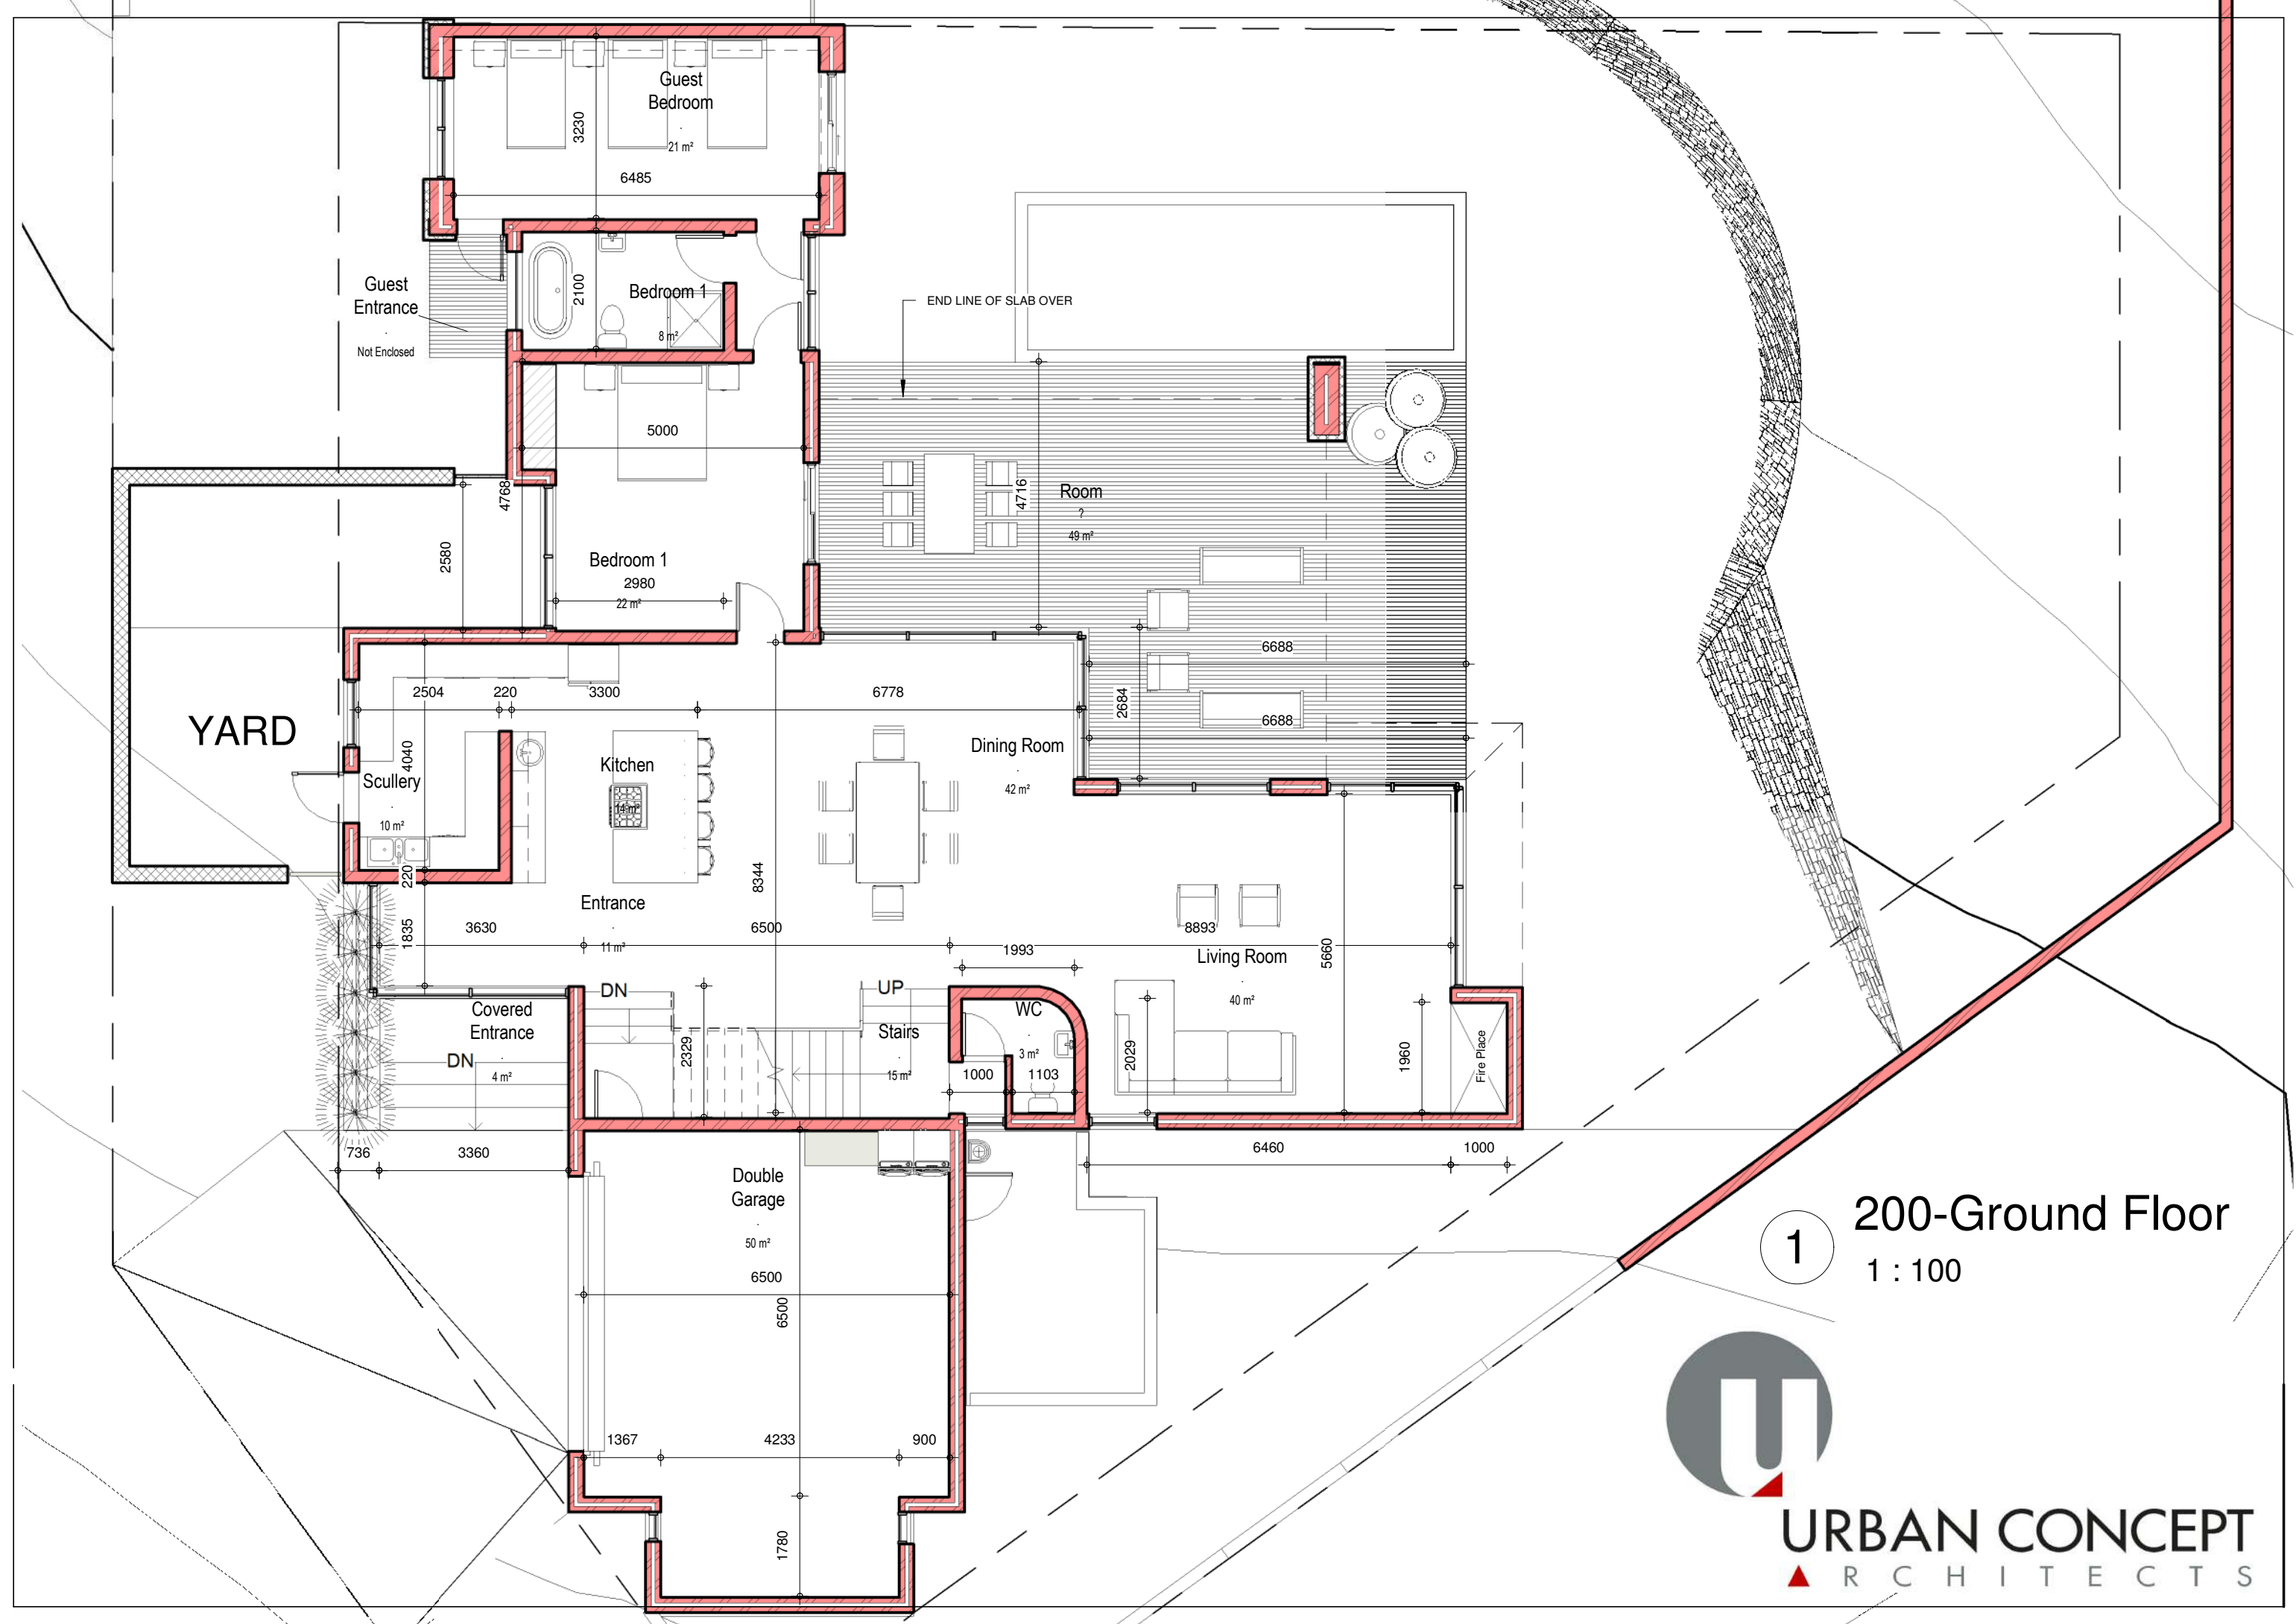 Guest
Bedroom
.
21 m²
3230
6485
Guest
Entrance
.
Not Enclosed
2100
Bedroom 1
.
8 m²
END LINE OF SLAB OVER
5000
4768
2580
Bedroom 1
2980
22 m²
4716
Room
?
49 m²
6688
2684
6688
YARD
2504
220
3300
6778
4040
Scullery
.
10 m²
220
Kitchen
14 m²
Dining Room
.
42 m²
8344
Entrance
.
11 m²
1835
3630
6500
1993
8893
5660
Living Room
.
40 m²
DN
UP
Covered
Entrance
.
4 m²
DN
2329
Stairs
.
15 m²
WC
.
3 m²
1000
1103
2029
1960
Fire Place
736
3360
6460
1000
Double
Garage
.
50 m²
6500
6500
1367
4233
900
1780
1
200-Ground Floor
1 : 100
URBAN CONCEPT
ARCHITECTS